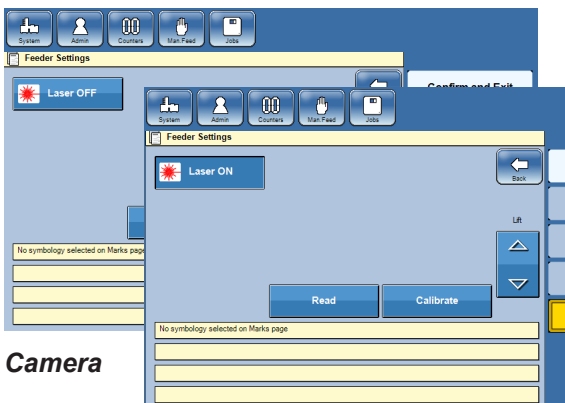 System Admin Counters Man.Feed Jobs
Feeder Settings
Laser OFF
Confirm and Exit
No symbology selected on Marks page
System Admin Counters Man.Feed Jobs
Feeder Settings
Laser ON
Back
Lift
Read Calibrate
No symbology selected on Marks page
Camera